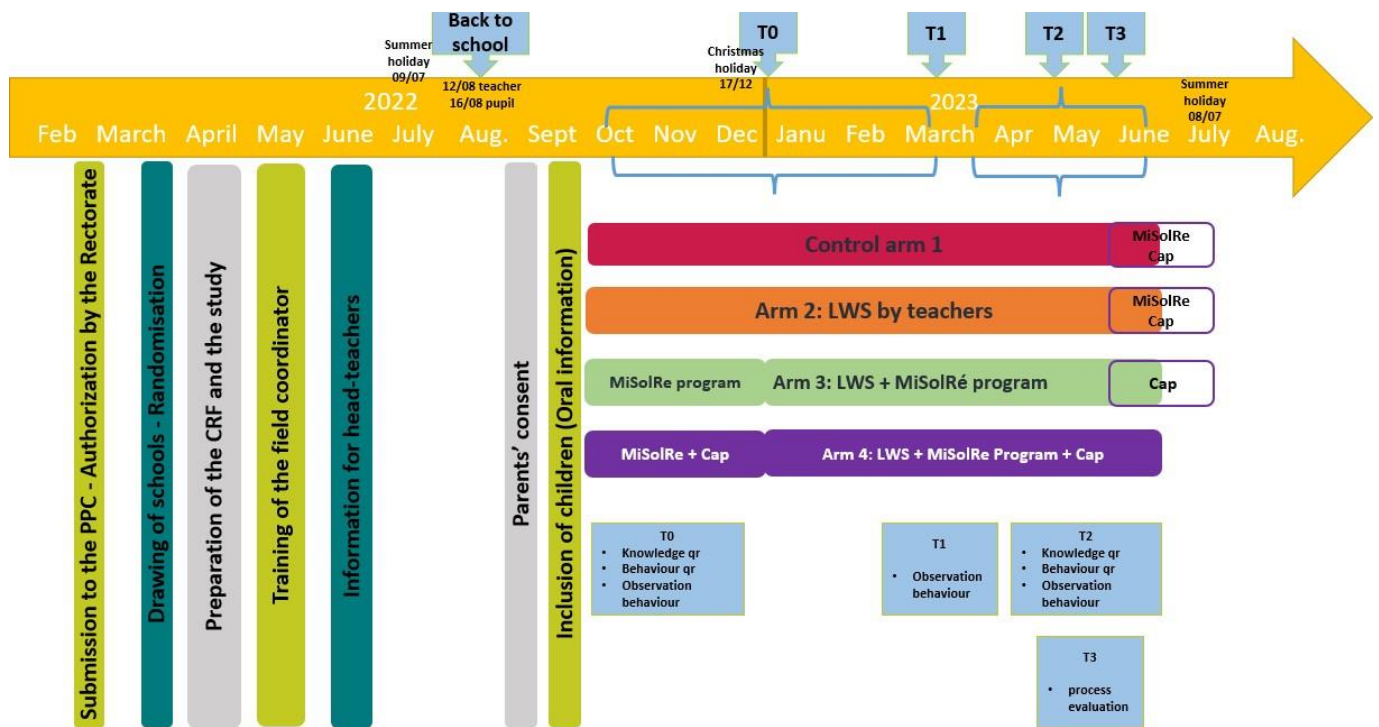 Back to
school
T0
T1
T2
T3
Summer
holiday
09/07
Christmas
holiday
17/12
12/08 teacher
16/08 pupil
2022
2023
Summer
holiday
08/07
Feb March April May June July Aug. Sept Oct Nov Dec Janu Feb March Apr May June July Aug.
Submission to the PPC - Authorization by the Rectorate
Drawing of schools - Randomisation
Preparation of the CRF and the study
Training of the field coordinator
Information for head-teachers
Parents' consent
Inclusion of children (Oral information)
Control arm 1
MiSolRe
Cap
Arm 2: LWS by teachers
MiSolRe
Cap
MiSolRe program
Arm 3: LWS + MiSolRé program
Cap
MiSolRe + Cap
Arm 4: LWS + MiSolRe Program + Cap
T0
• Knowledge qr
• Behaviour qr
• Observation
behaviour
T1
• Observation
behaviour
T2
• Knowledge qr
• Behaviour qr
• Observation
behaviour
T3
• process
evaluation